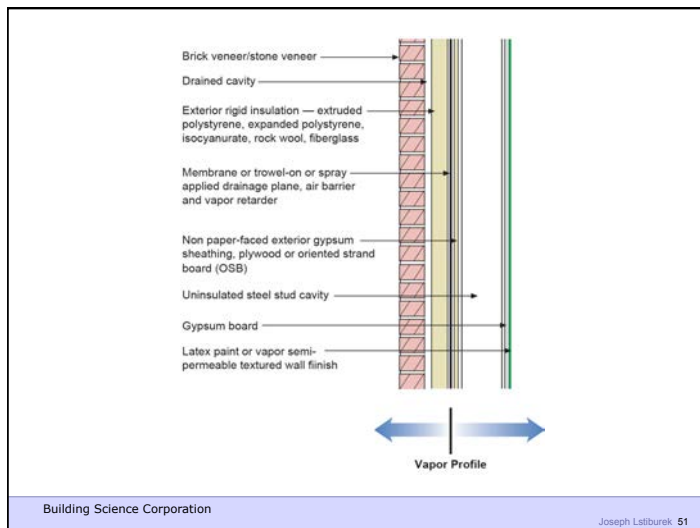 Brick veneer/stone veneer
Drained cavity
Exterior rigid insulation — extruded
polystyrene, expanded polystyrene,
isocyanurate, rock wool, fiberglass
Membrane or trowel-on or spray
applied drainage plane, air barrier
and vapor retarder
Non paper-faced exterior gypsum
sheathing, plywood or oriented strand
board (OSB)
Uninsulated steel stud cavity
Gypsum board
Latex paint or vapor semi-
permeable textured wall fiinish
Vapor Profile
Building Science Corporation
Joseph Lstiburek 51